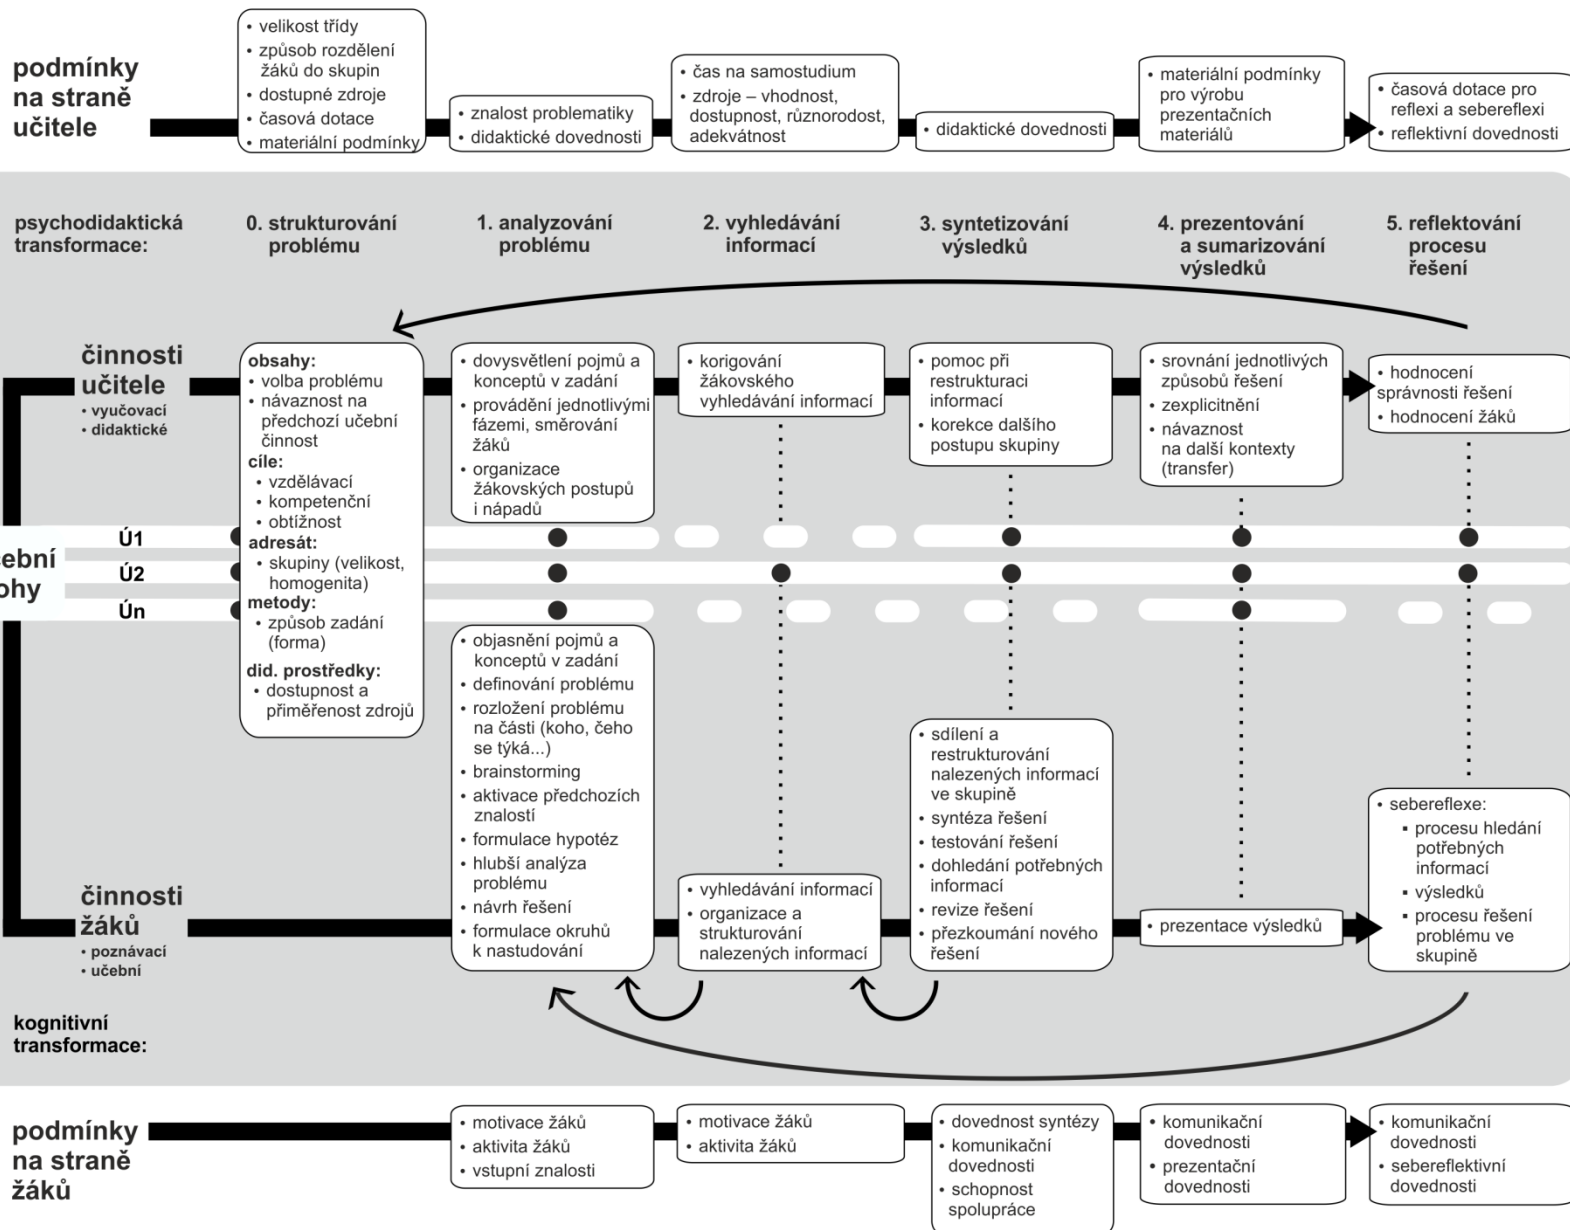 podmínky
na straně
učitele
• velikost třídy
• způsob rozdělení
žáků do skupin
• dostupné zdroje
• časová dotace
• materiální podmínky
• znalost problematiky
• didaktické dovednosti
• čas na samostudium
• zdroje – vhodnost,
dostupnost, různorodost,
adekvátnost
• didaktické dovednosti
• materiální podmínky
pro výrobu
prezentačních
materiálů
• časová dotace pro
reflexi a sebereflexi
• reflektivní dovednosti
psychodidaktická
transformace:
0. strukturování
problému
1. analyzování
problému
2. vyhledávání
informací
3. syntetizování
výsledků
4. prezentování
a sumarizování
výsledků
5. reflektování
procesu
řešení
činnosti
učitele
• vyučovací
• didaktické
obsahy:
• volba problému
• návaznost na
předchozí učební
činnost
cíle:
• vzdělávací
• kompetenční
• obtížnost
adresát:
• skupiny (velikost,
homogenita)
metody:
• způsob zadání
(forma)
did. prostředky:
• dostupnost a
přiměřenost zdrojů
• dovysvětlení pojmů a
konceptů v zadání
• provádění jednotlivými
fázemi, směrování
žáků
• organizace
žákovských postupů
i nápadů
• korigování
žákovského
vyhledávání informací
• pomoc při
restrukturaci
informací
• korekce dalšího
postupu skupiny
• srovnání jednotlivých
způsobů řešení
• zexplicitnění
• návaznost
na další kontexty
(transfer)
• hodnocení
správnosti řešení
• hodnocení žáků
ební
ohy
Ú1
Ú2
Ún
• objasnění pojmů a
konceptů v zadání
• definování problému
• rozložení problému
na části (koho, čeho
se týká...)
• brainstorming
• aktivace předchozích
znalostí
• formulace hypotéz
• hlubší analýza
problému
• návrh řešení
• formulace okruhů
k nastudování
• vyhledávání informací
• organizace a
strukturování
nalezených informací
• sdílení a
restrukturování
nalezených informací
ve skupině
• syntéza řešení
• testování řešení
• dohledání potřebných
informací
• revize řešení
• přezkoumání nového
řešení
• prezentace výsledků
• sebereflexe:
▪ procesu hledání
potřebných
informací
▪ výsledků
▪ procesu řešení
problému ve
skupině
činnosti
žáků
• poznávací
• učební
kognitivní
transformace:
podmínky
na straně
žáků
• motivace žáků
• aktivita žáků
• vstupní znalosti
• motivace žáků
• aktivita žáků
• dovednost syntézy
• komunikační
dovednosti
• schopnost
spolupráce
• komunikační
dovednosti
• prezentační
dovednosti
• komunikační
dovednosti
• sebereflektivní
dovednosti